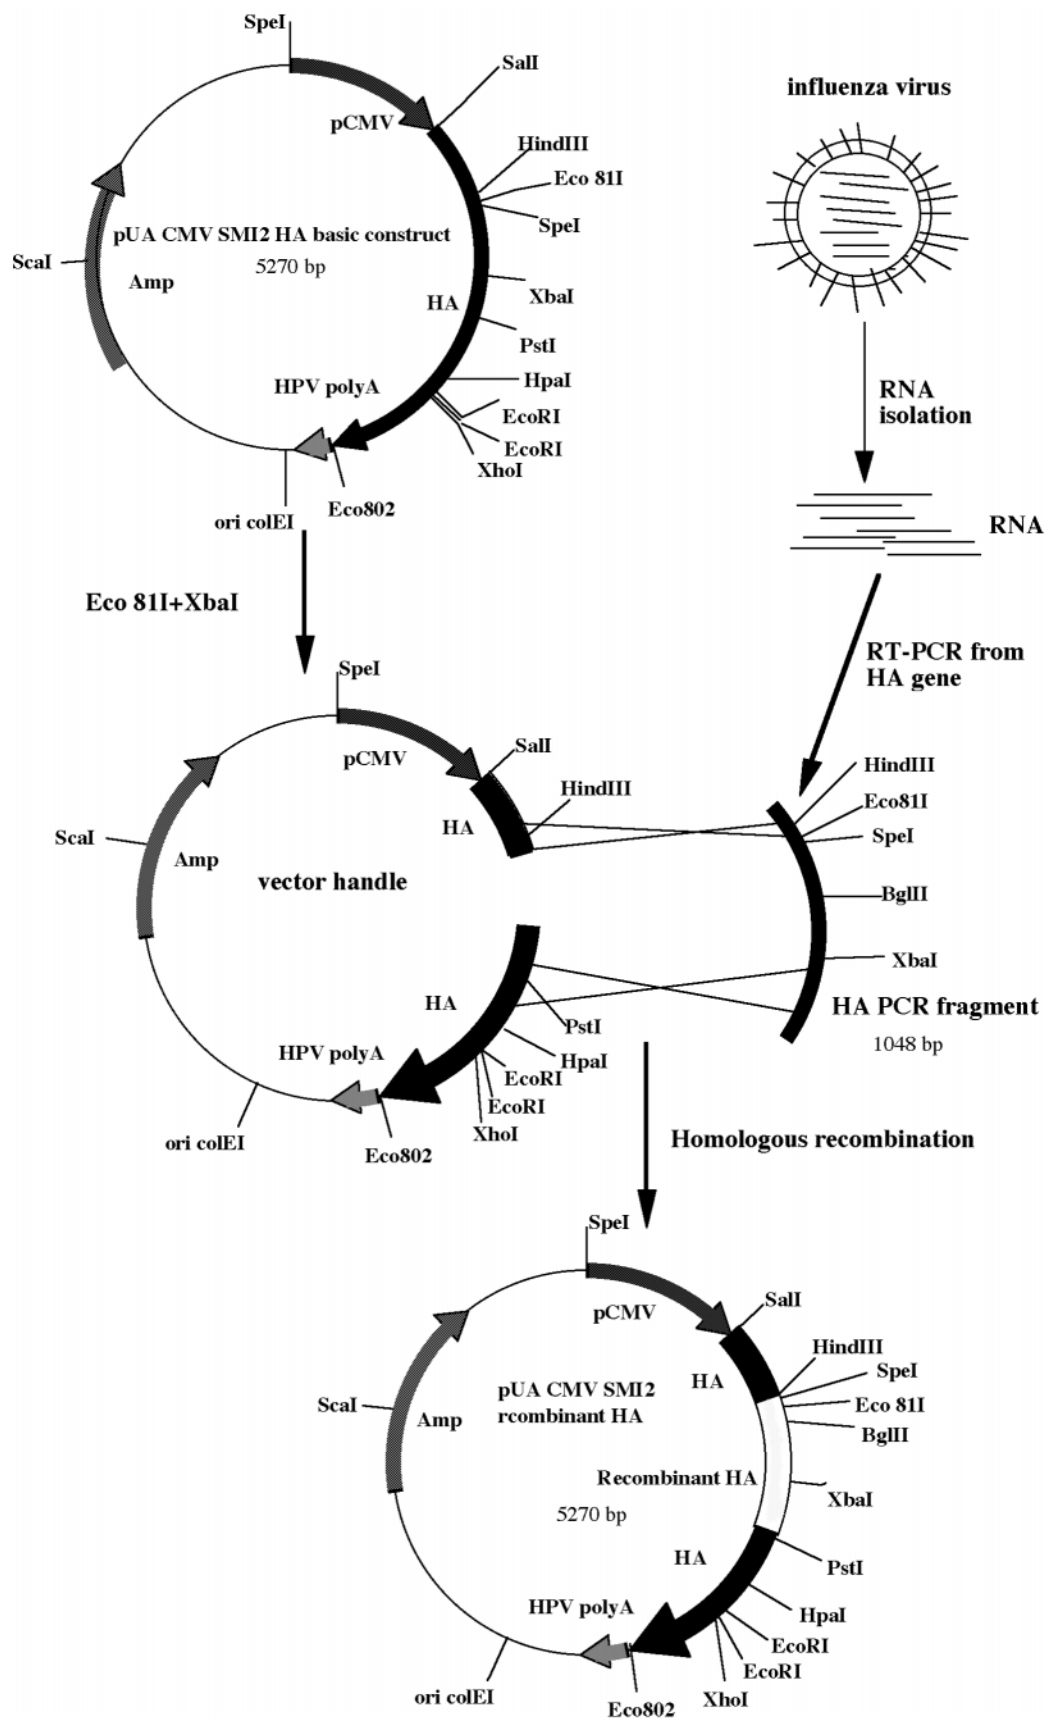 SpeI
SalI
pCMV
HindIII
Eco 81I
SpeI
pUA CMV SMI2 HA basic construct
5270 bp
ScaI
Amp
HA
XbaI
PstI
HPV polyA
HpaI
EcoRI
EcoRI
XhoI
Eco802
ori colEI
influenza virus
RNA
isolation
RNA
Eco 81I+XbaI
RT-PCR from
HA gene
SpeI
pCMV
SalI
HindIII
HA
ScaI
Amp
vector handle
HA
PstI
HPV polyA
HpaI
EcoRI
EcoRI
XhoI
Eco802
ori colEI
HindIII
Eco81I
SpeI
BglII
XbaI
HA PCR fragment
1048 bp
Homologous recombination
SpeI
pCMV
SalI
HindIII
SpeI
Eco 81I
BglII
HA
pUA CMV SMI2
rcombinant HA
ScaI
Amp
Recombinant HA
XbaI
5270 bp
HA
PstI
HPV polyA
HpaI
EcoRI
EcoRI
XhoI
Eco802
ori colEI